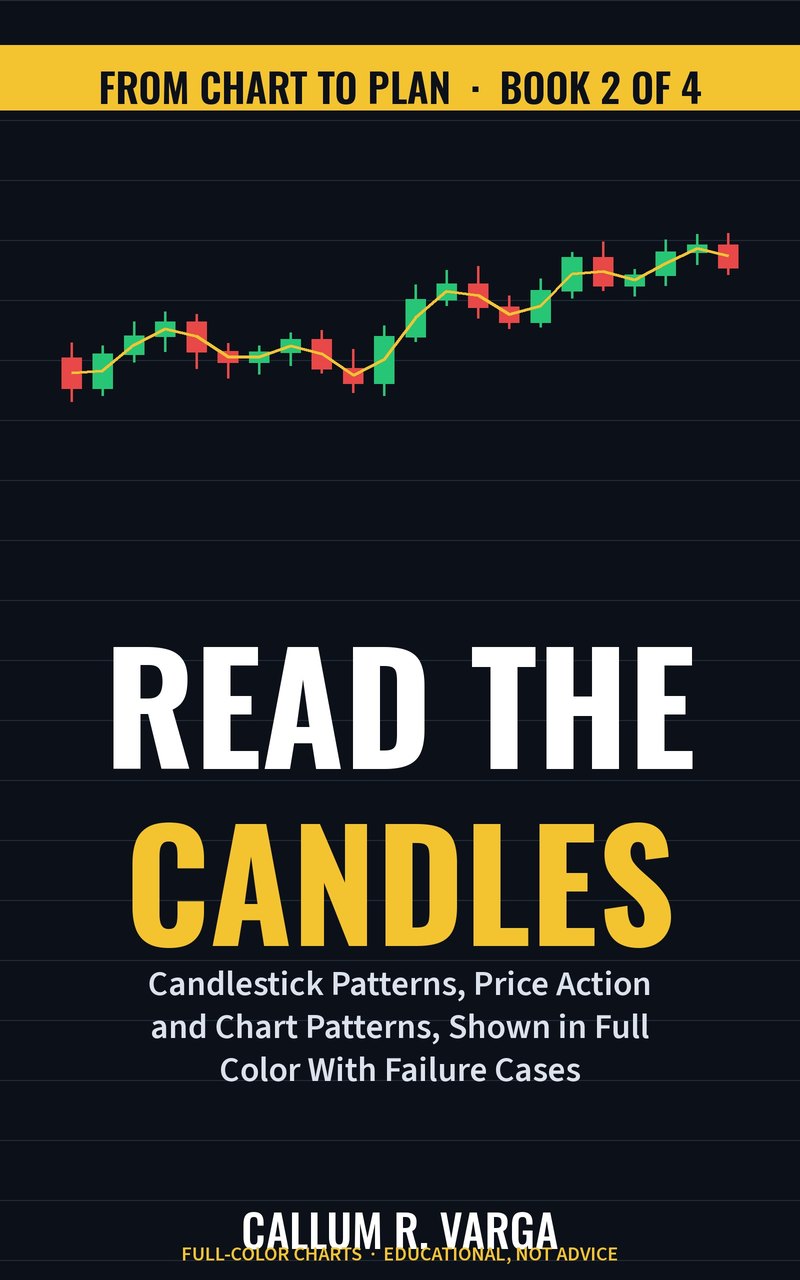 FROM CHART TO PLAN · BOOK 2 OF 4
READ THE
CANDLES
Candlestick Patterns, Price Action
and Chart Patterns, Shown in Full
Color With Failure Cases
CALLUM R. VARGA
FULL-COLOR CHARTS · EDUCATIONAL, NOT ADVICE